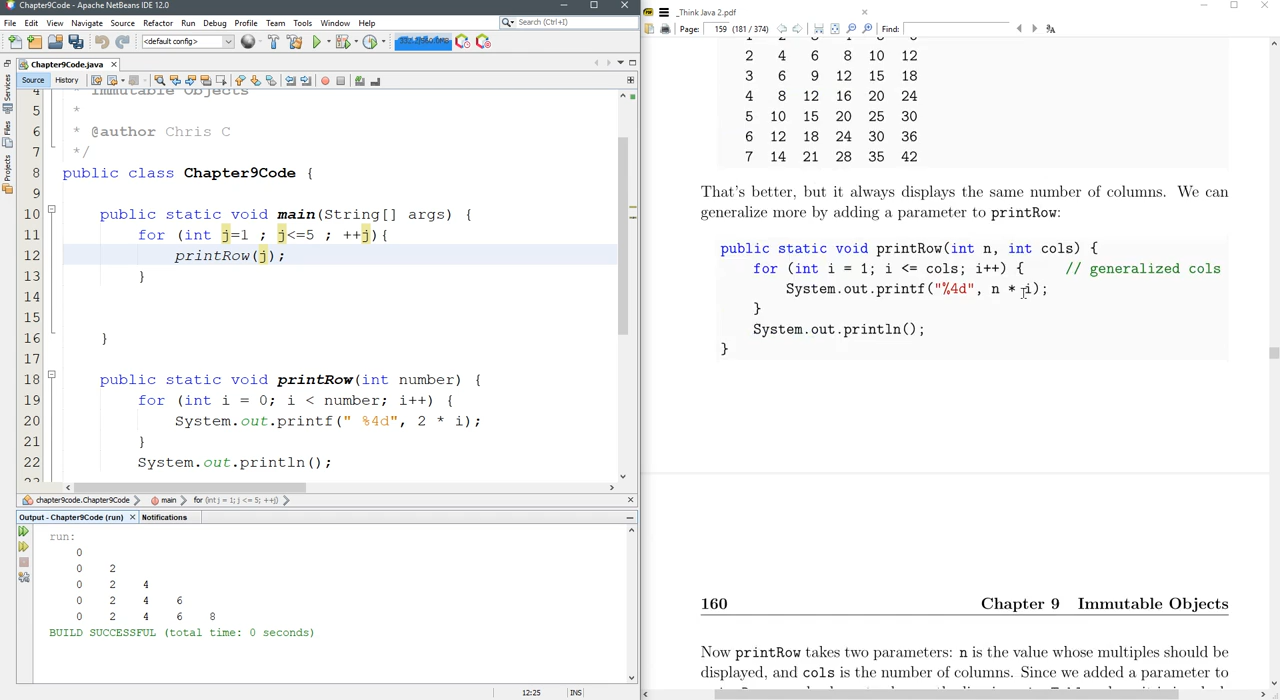 Chapter9Code - Apache NetBeans IDE 12.0
File Edit View Navigate Source Refactor Run Debug Profile Team Tools Window Help
Search (Ctrl+I)
<default config>
Chapter9Code.java
Source History
4 * Immutable Objects
5 *
6 * @author Chris C
7 */
8 public class Chapter9Code {
9
10 public static void main(String[] args) {
11 for (int j=1 ; j<=5 ; ++j){
12 printRow(j);
13 }
14
15
16 }
17
18 public static void printRow(int number) {
19 for (int i = 0; i < number; i++) {
20 System.out.printf(" %4d", 2 * i);
21 }
22 System.out.println();
Services
Files
Projects
chapter9code.Chapter9Code main for (int j = 1; j <= 5; ++j)
Output - Chapter9Code (run) Notifications
run:
0
0 2
0 2 4
0 2 4 6
0 2 4 6 8
BUILD SUCCESSFUL (total time: 0 seconds)
12:25 INS
_Think Java 2.pdf
Page: 159 (181 / 374) Find:
2 4 6 8 10 12
3 6 9 12 15 18
4 8 12 16 20 24
5 10 15 20 25 30
6 12 18 24 30 36
7 14 21 28 35 42
That's better, but it always displays the same number of columns. We can
generalize more by adding a parameter to printRow:
public static void printRow(int n, int cols) {
for (int i = 1; i <= cols; i++) { // generalized cols
System.out.printf("%4d", n * i);
}
System.out.println();
}
160 Chapter 9 Immutable Objects
Now printRow takes two parameters: n is the value whose multiples should be
displayed, and cols is the number of columns. Since we added a parameter to